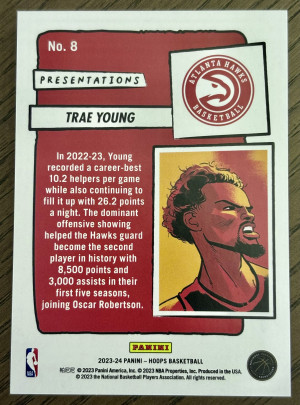 No. 8
PRESENTATIONS
ATLANTA HAWKS
BASKETBALL
TRAE YOUNG
In 2022-23, Young
recorded a career-best
10.2 helpers per game
while also continuing to
fill it up with 26.2 points
a night. The dominant
offensive showing
helped the Hawks guard
become the second
player in history with
8,500 points and
3,000 assists in their
first five seasons,
joining Oscar Robertson.
PANINI
2023-24 PANINI – HOOPS BASKETBALL
© 2023 Panini America, Inc. © 2023 NBA Properties, Inc. Produced in the USA.
© 2023 the National Basketball Players Association. All rights reserved.
NBA